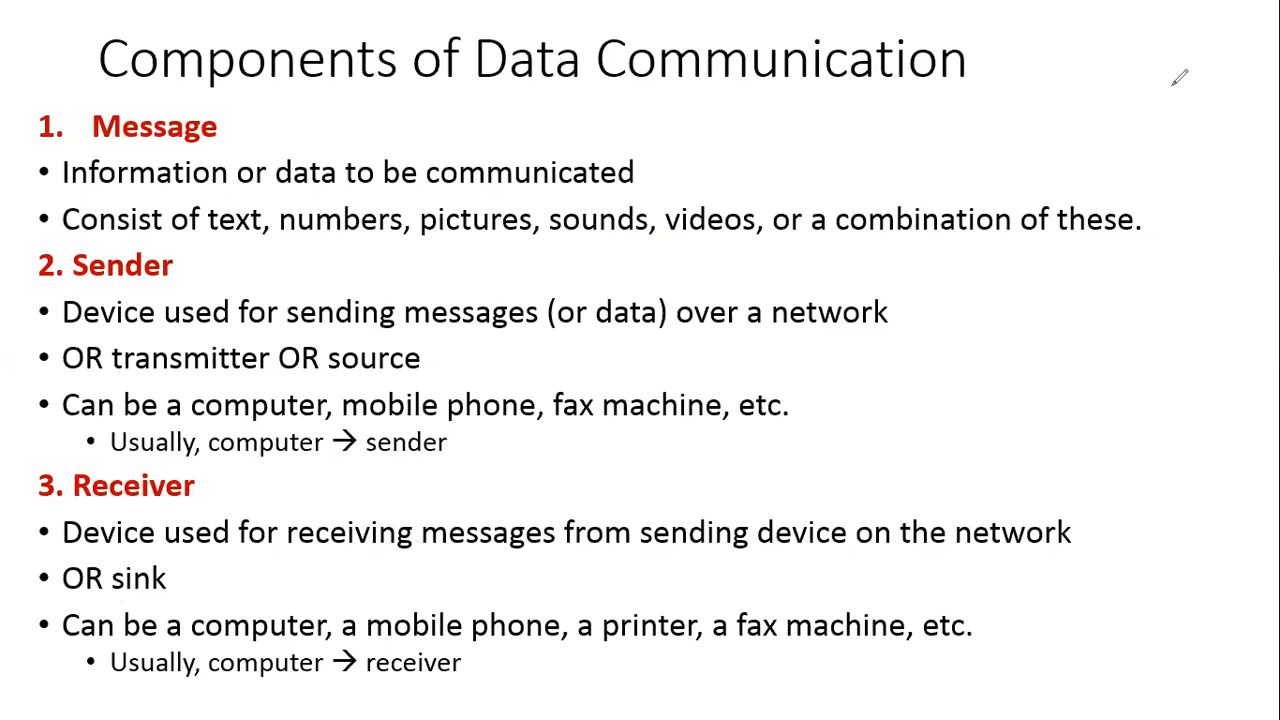 Components of Data Communication
1. Message
• Information or data to be communicated
• Consist of text, numbers, pictures, sounds, videos, or a combination of these.
2. Sender
• Device used for sending messages (or data) over a network
• OR transmitter OR source
• Can be a computer, mobile phone, fax machine, etc.
• Usually, computer → sender
3. Receiver
• Device used for receiving messages from sending device on the network
• OR sink
• Can be a computer, a mobile phone, a printer, a fax machine, etc.
• Usually, computer → receiver